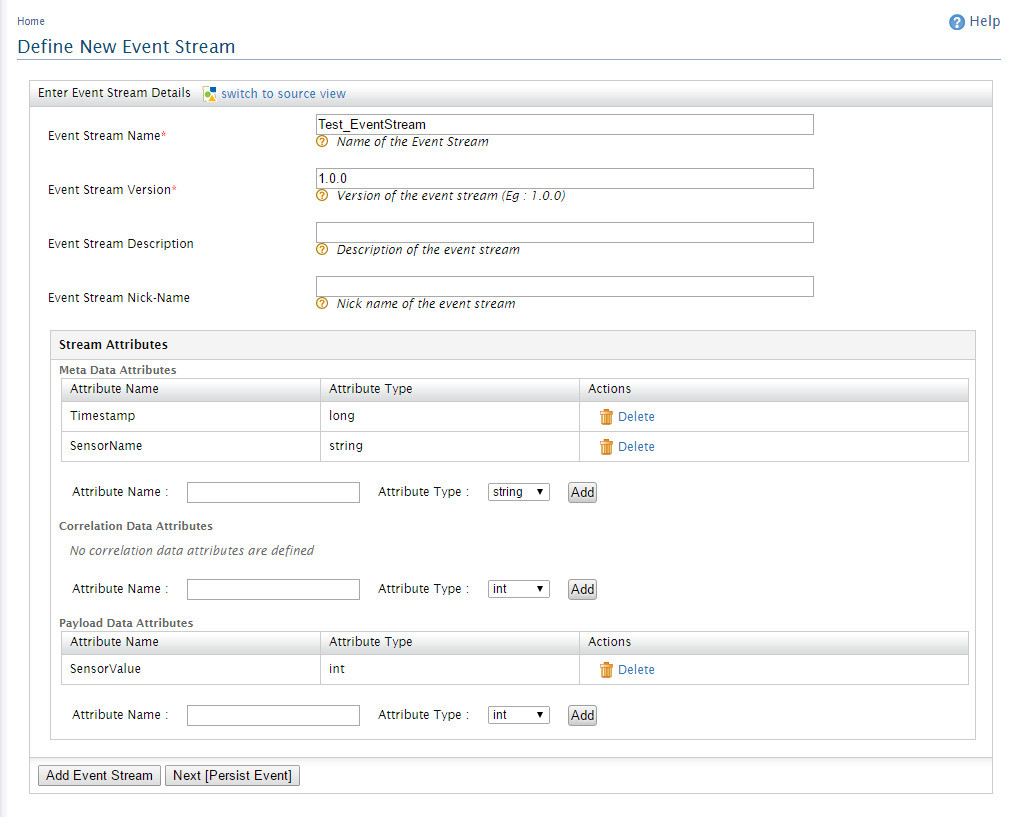 Home
Help
Define New Event Stream
Enter Event Stream Details switch to source view
Event Stream Name* Test_EventStream
Name of the Event Stream
Event Stream Version* 1.0.0
Version of the event stream (Eg : 1.0.0)
Event Stream Description
Description of the event stream
Event Stream Nick-Name
Nick name of the event stream
Stream Attributes
Meta Data Attributes
Attribute Name Attribute Type Actions
Timestamp long Delete
SensorName string Delete
Attribute Name : Attribute Type : string Add
Correlation Data Attributes
No correlation data attributes are defined
Attribute Name : Attribute Type : int Add
Payload Data Attributes
Attribute Name Attribute Type Actions
SensorValue int Delete
Attribute Name : Attribute Type : int Add
Add Event Stream Next [Persist Event]